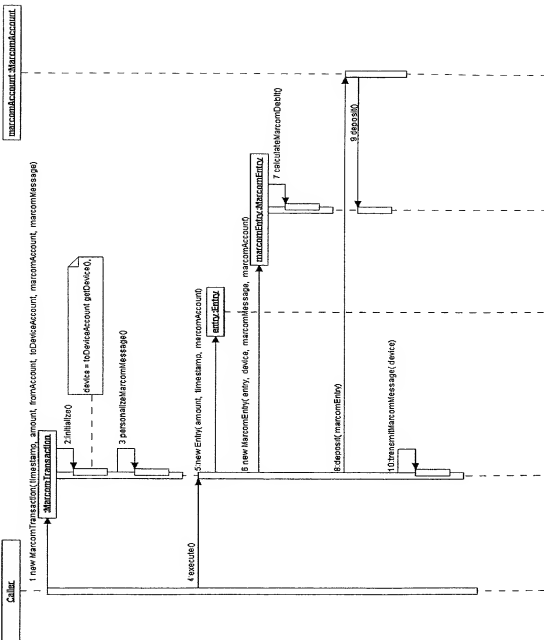 Caller
marcomAccount:MarcomAccount
1 new MarcomTransaction( timestamp, amount, fromAccount, toDeviceAccount, marcomAccount, marcomMessage)
:MarcomTransaction
2:initialize()
device = toDeviceAccount getDevice(),
3 personalizeMarcomMessage()
4 execute()
5:new Entry( amount, timestamp, marcomAccount)
entry:Entry
6 new MarcomEntry( entry, device, marcomMessage, marcomAccount)
marcomEntry:MarcomEntry
7 calculateMarcomDebit()
8:deposit( marcomEntry)
9.deposit()
10:transmitMarcomMessage( device)